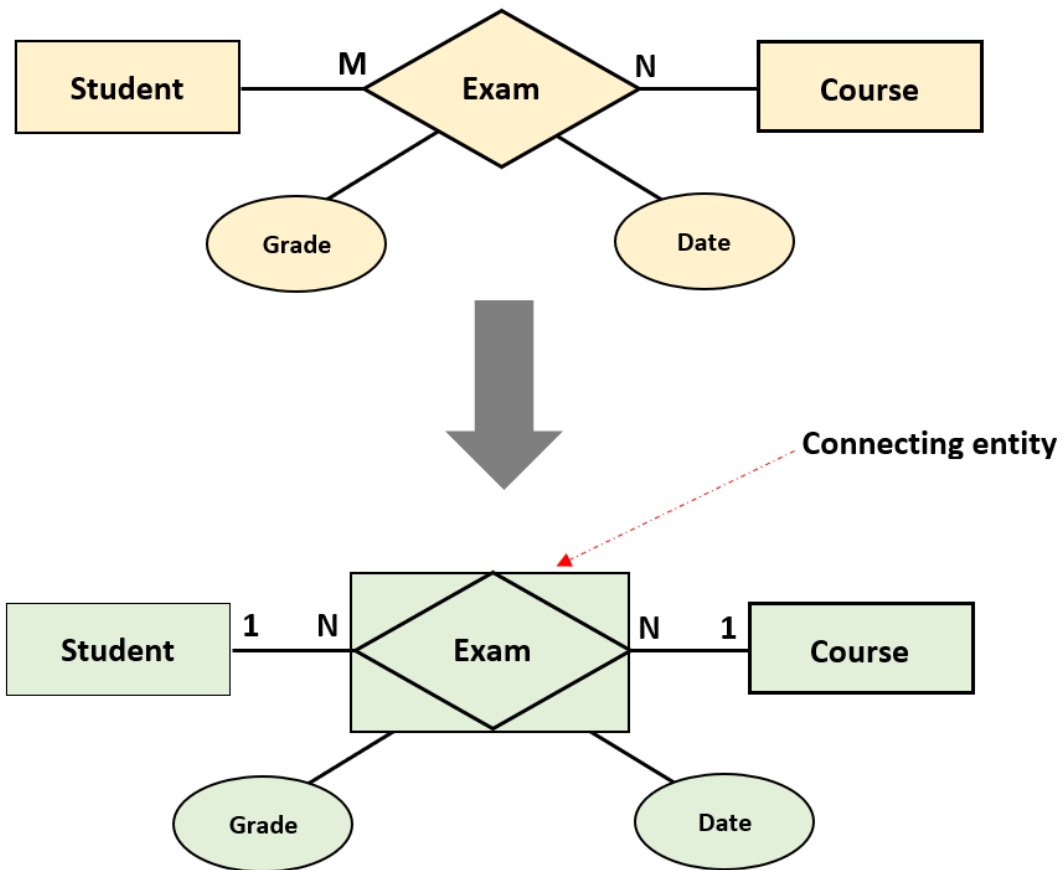 Student
M
Exam
N
Course
Grade
Date
Connecting entity
Student
1
N
Exam
N
1
Course
Grade
Date